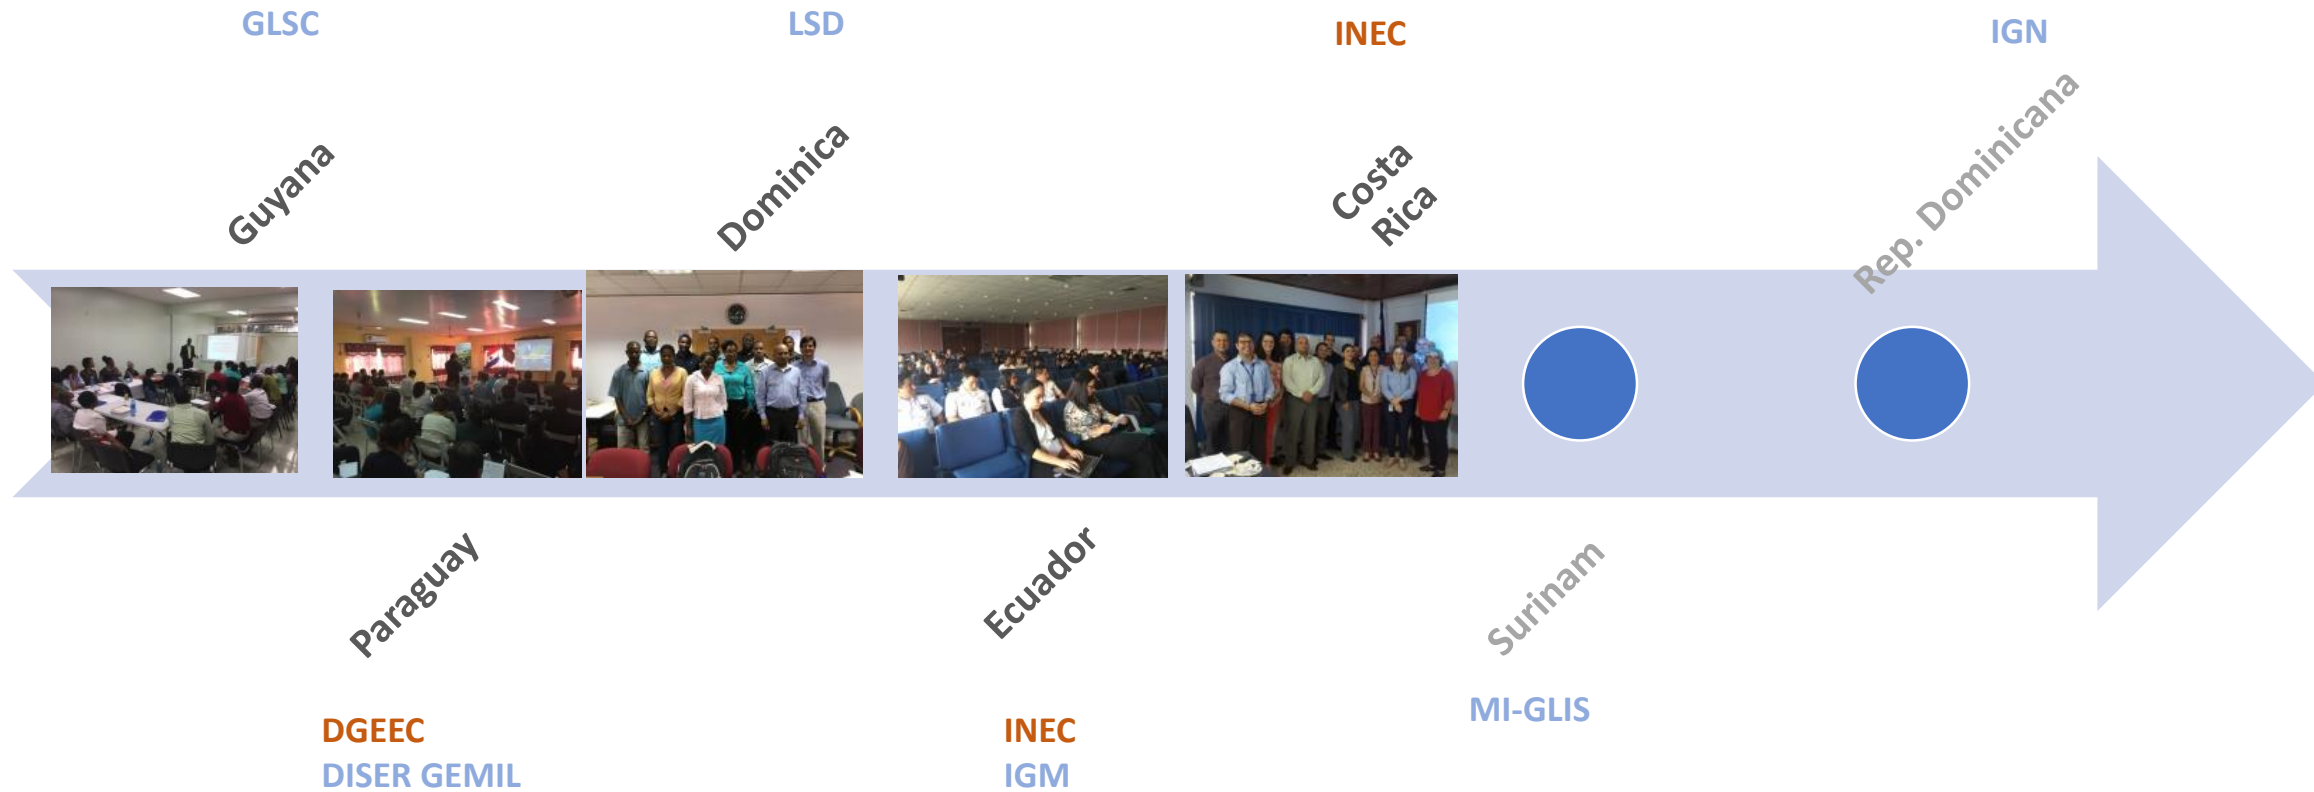 GLSC
LSD
INEC
IGN
Guyana
Dominica
Costa
Rica
Rep. Dominicana
Paraguay
Ecuador
Surinam
DGEEC
DISER GEMIL
INEC
IGM
MI-GLIS